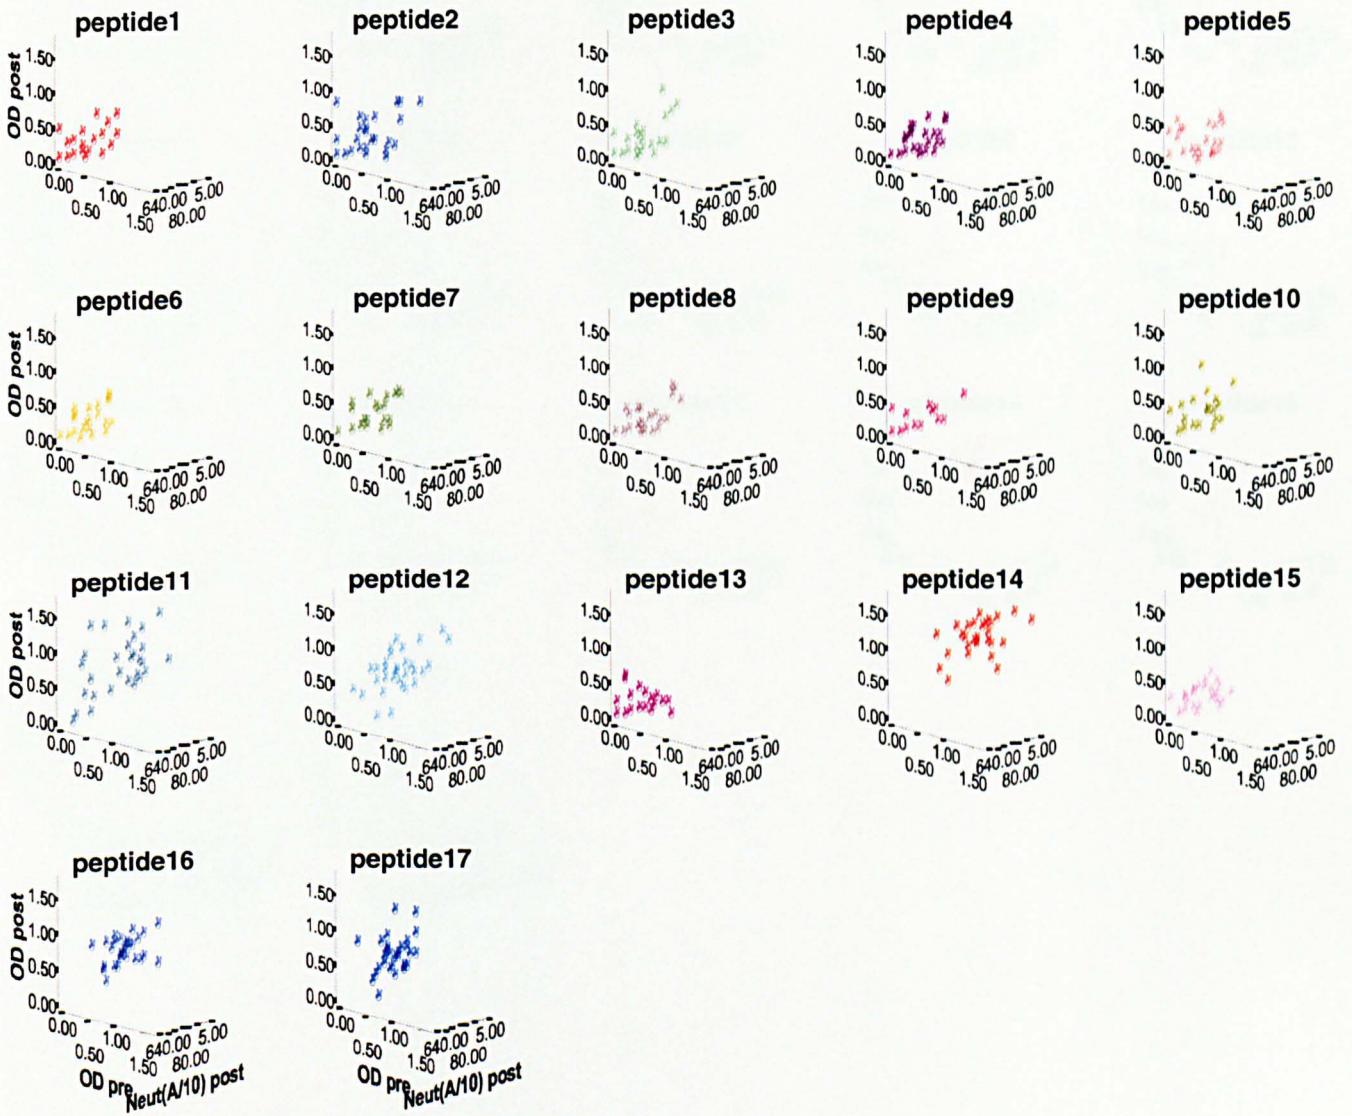 peptide1 peptide2 peptide3 peptide4 peptide5
OD post
1.50 1.50 1.50 1.50 1.50
1.00 1.00 1.00 1.00 1.00
0.50 0.50 0.50 0.50 0.50
0.00 0.00 0.00 0.00 0.00
0.00 1.00 640.00 5.00 0.00 1.00 640.00 5.00 0.00 1.00 640.00 5.00 0.00 1.00 640.00 5.00 0.00 1.00 640.00 5.00
0.50 1.50 80.00 0.50 1.50 80.00 0.50 1.50 80.00 0.50 1.50 80.00 0.50 1.50 80.00
peptide6 peptide7 peptide8 peptide9 peptide10
OD post
1.50 1.50 1.50 1.50 1.50
1.00 1.00 1.00 1.00 1.00
0.50 0.50 0.50 0.50 0.50
0.00 0.00 0.00 0.00 0.00
0.00 1.00 640.00 5.00 0.00 1.00 640.00 5.00 0.00 1.00 640.00 5.00 0.00 1.00 640.00 5.00 0.00 1.00 640.00 5.00
0.50 1.50 80.00 0.50 1.50 80.00 0.50 1.50 80.00 0.50 1.50 80.00 0.50 1.50 80.00
peptide11 peptide12 peptide13 peptide14 peptide15
OD post
1.50 1.50 1.50 1.50 1.50
1.00 1.00 1.00 1.00 1.00
0.50 0.50 0.50 0.50 0.50
0.00 0.00 0.00 0.00 0.00
0.00 1.00 640.00 5.00 0.00 1.00 640.00 5.00 0.00 1.00 640.00 5.00 0.00 1.00 640.00 5.00 0.00 1.00 640.00 5.00
0.50 1.50 80.00 0.50 1.50 80.00 0.50 1.50 80.00 0.50 1.50 80.00 0.50 1.50 80.00
peptide16 peptide17
OD post
1.50 1.50
1.00 1.00
0.50 0.50
0.00 0.00
0.00 1.00 640.00 5.00 0.00 1.00 640.00 5.00
0.50 1.50 80.00 0.50 1.50 80.00
OD pre Neut(A/10) post OD pre Neut(A/10) post